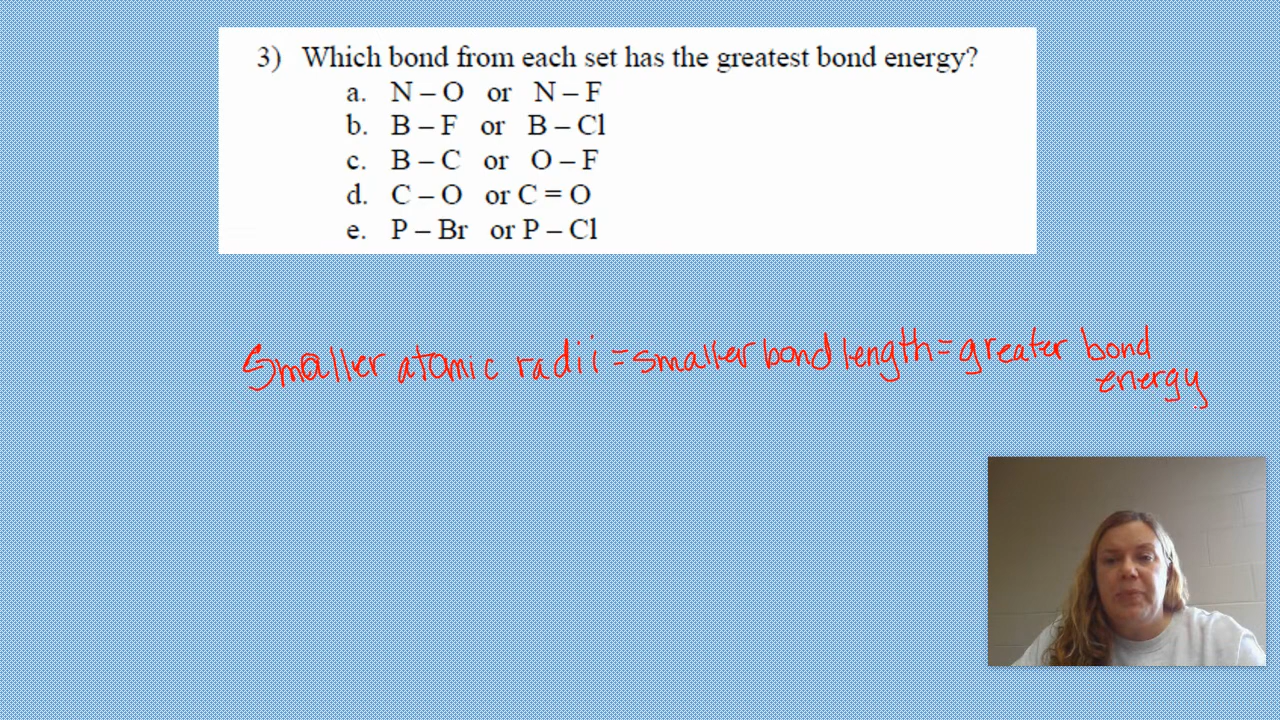 3) Which bond from each set has the greatest bond energy?
a. N – O or N – F
b. B – F or B – Cl
c. B – C or O – F
d. C – O or C = O
e. P – Br or P – Cl
Smaller atomic radii = smaller bond length = greater bond
energy